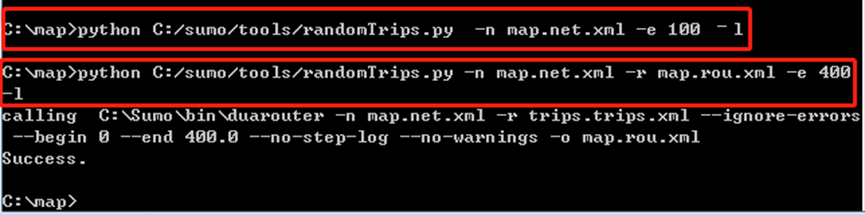 C:\map>python C:/sumo/tools/randomTrips.py  -n map.net.xml -e 100 -l
C:\map>python C:/sumo/tools/randomTrips.py -n map.net.xml -r map.rou.xml -e 400
-l
calling  C:\Sumo\bin\duarouter -n map.net.xml -r trips.trips.xml --ignore-errors
 --begin 0 --end 400.0 --no-step-log --no-warnings -o map.rou.xml
Success.
C:\map>